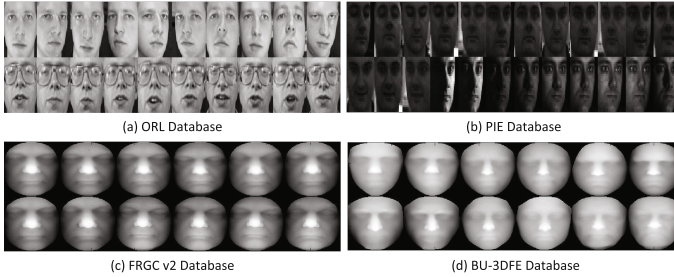 (a) ORL Database
(b) PIE Database
(c) FRGC v2 Database
(d) BU-3DFE Database